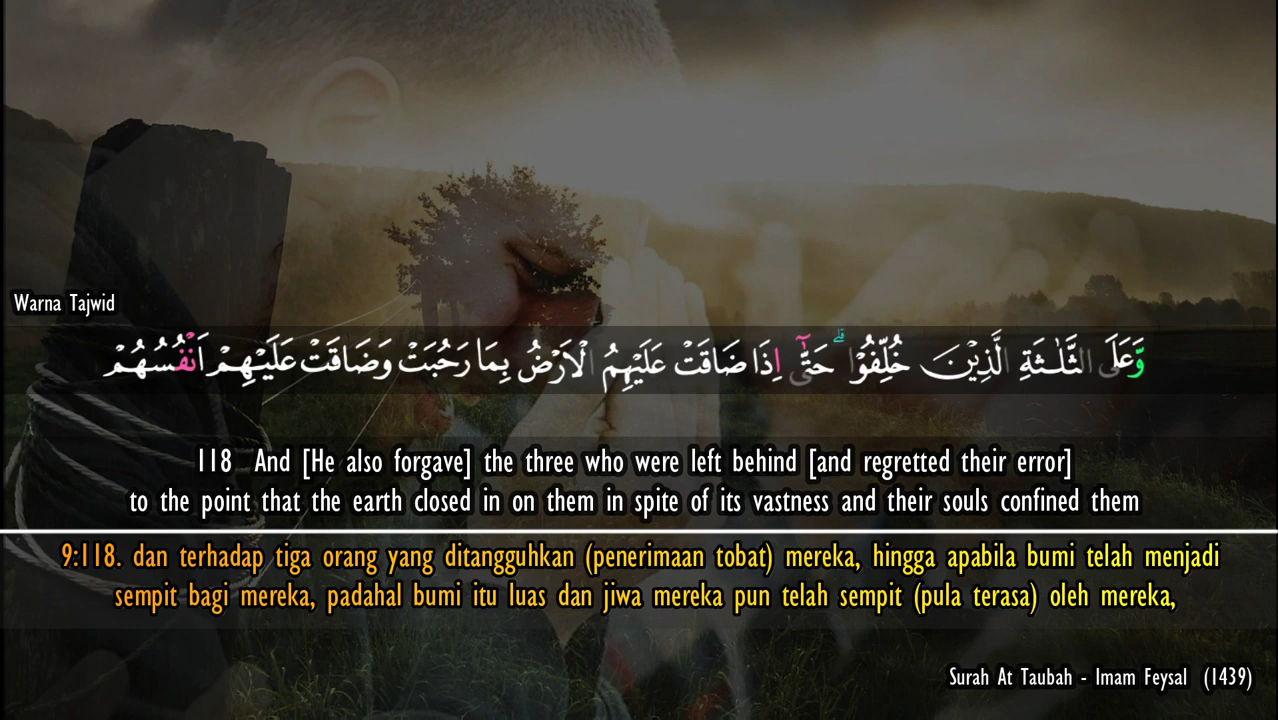 Warna Tajwid
وَّعَلَى الثَّلٰثَةِ الَّذِيْنَ خُلِّفُوْاۗ حَتّٰٓى اِذَا ضَاقَتْ عَلَيْهِمُ الْاَرْضُ بِمَا رَحُبَتْ وَضَاقَتْ عَلَيْهِمْ اَنْفُسُهُمْ
118 And [He also forgave] the three who were left behind [and regretted their error]
to the point that the earth closed in on them in spite of its vastness and their souls confined them
9:118. dan terhadap tiga orang yang ditangguhkan (penerimaan tobat) mereka, hingga apabila bumi telah menjadi
sempit bagi mereka, padahal bumi itu luas dan jiwa mereka pun telah sempit (pula terasa) oleh mereka,
Surah At Taubah - Imam Feysal (1439)